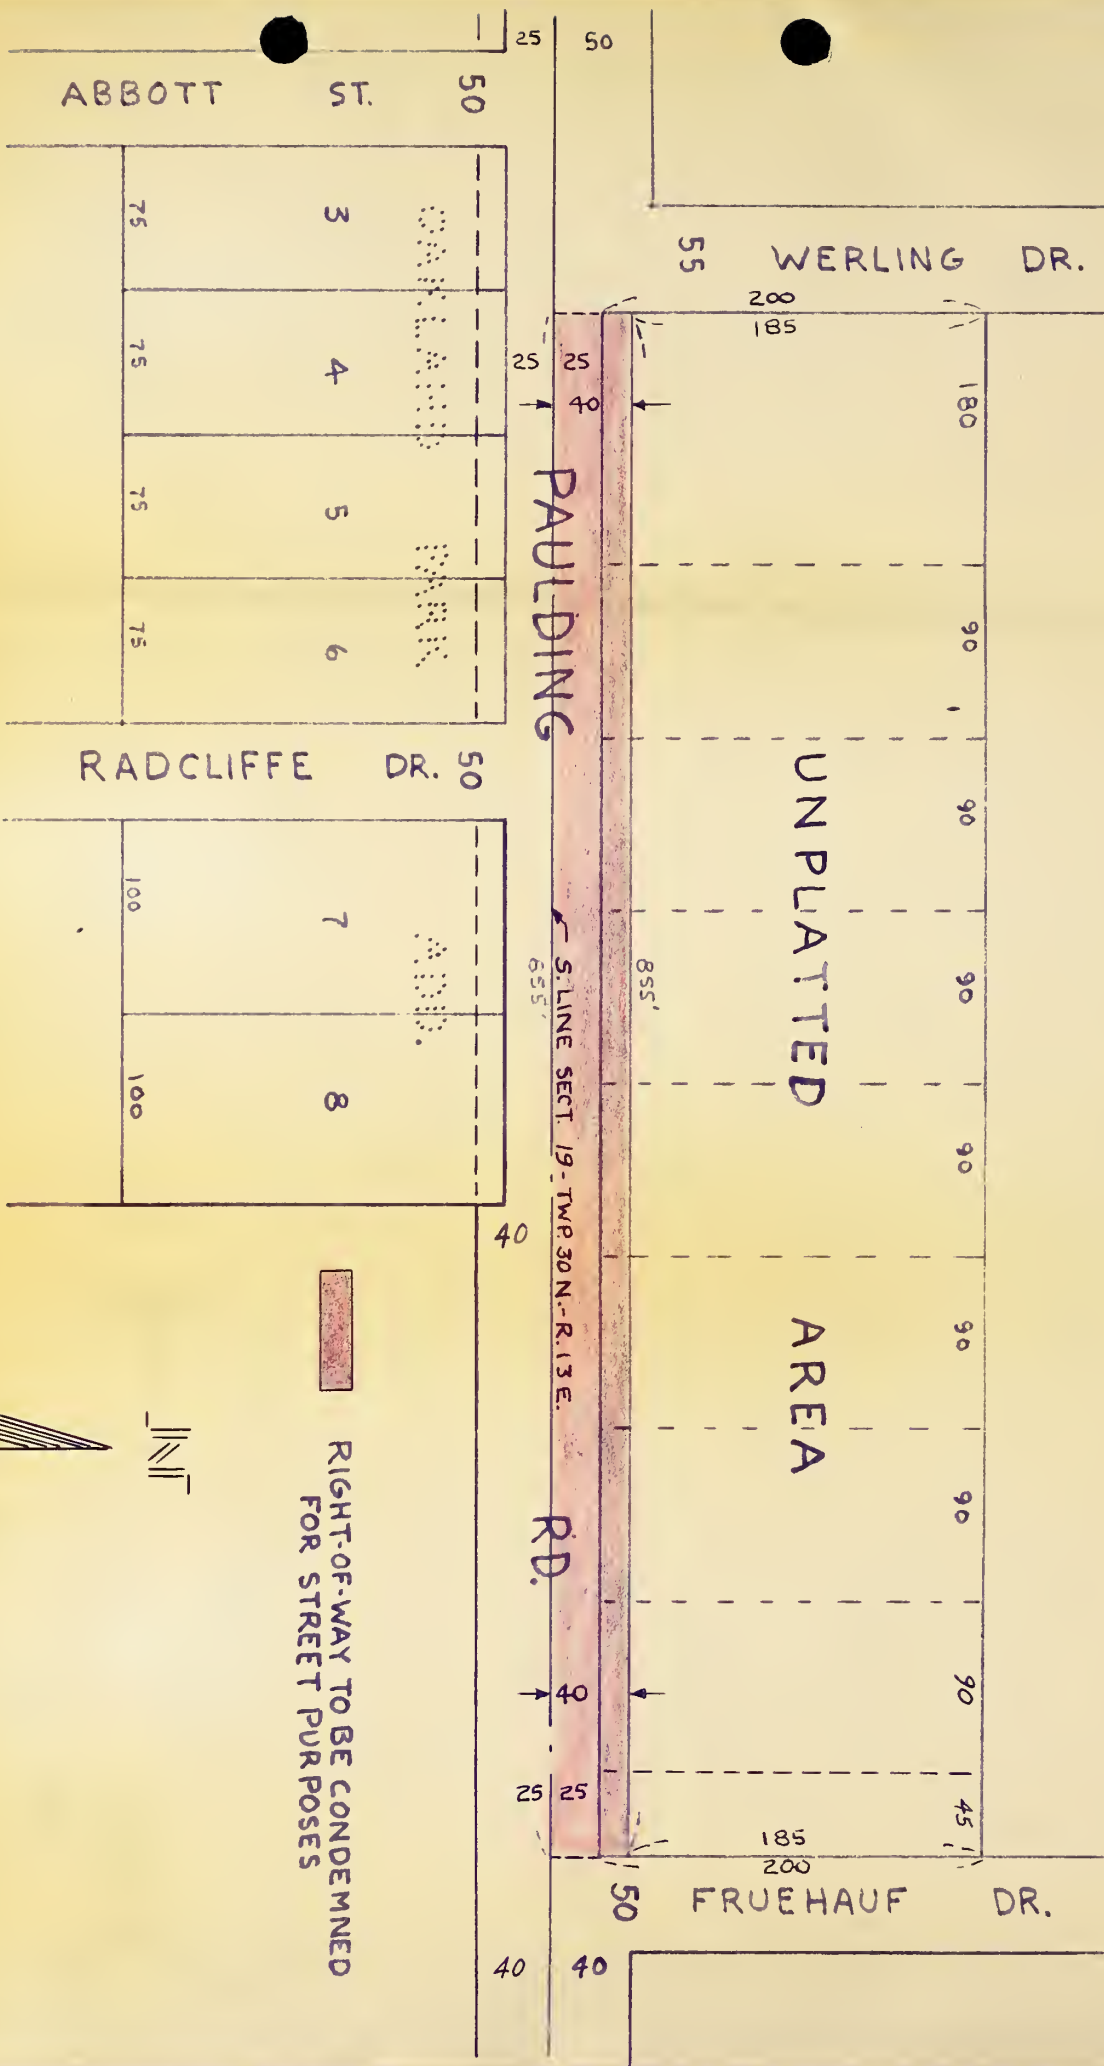 25 50
ABBOTT ST. 50
55 WERLING DR.
200
185
3
4
5
6
75
75
75
75
OAKLAND PARK
25 25
40
180
90
90
90
90
90
90
90
45
PAULDING RD.
UNPLATTED AREA
RADCLIFFE DR. 50
855'
S. LINE SECT. 19-TWP. 30 N.-R. 13 E.
855'
7
8
100
100
ADD.
40
RIGHT-OF-WAY TO BE CONDEMNED
FOR STREET PURPOSES
N
40
25 25
185
200
50 FRUEHAUF DR.
40 40